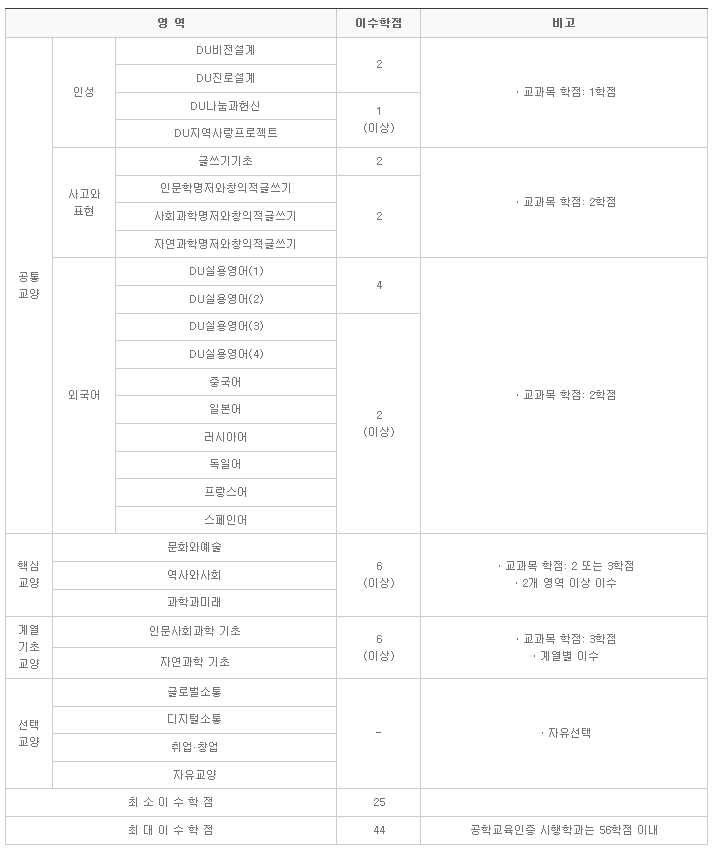 영 역 이수학점 비고
공통
교양
인성
DU비전설계
DU진로설계
2
DU나눔과헌신
DU지역사랑프로젝트
1
(이상)
· 교과목 학점: 1학점
사고와
표현
글쓰기기초
2
인문학명저와창의적글쓰기
사회과학명저와창의적글쓰기
자연과학명저와창의적글쓰기
2
· 교과목 학점: 2학점
외국어
DU실용영어(1)
DU실용영어(2)
4
DU실용영어(3)
DU실용영어(4)
중국어
일본어
러시아어
독일어
프랑스어
스페인어
2
(이상)
· 교과목 학점: 2학점
핵심
교양
문화와예술
역사와사회
과학과미래
6
(이상)
· 교과목 학점: 2 또는 3학점
· 2개 영역 이상 이수
계열
기초
교양
인문사회과학 기초
자연과학 기초
6
(이상)
· 교과목 학점: 3학점
· 계열별 이수
선택
교양
글로벌소통
디지털소통
취업·창업
자유교양
-
· 자유선택
최 소 이 수 학 점 25
최 대 이 수 학 점 44 공학교육인증 시행학과는 56학점 이내